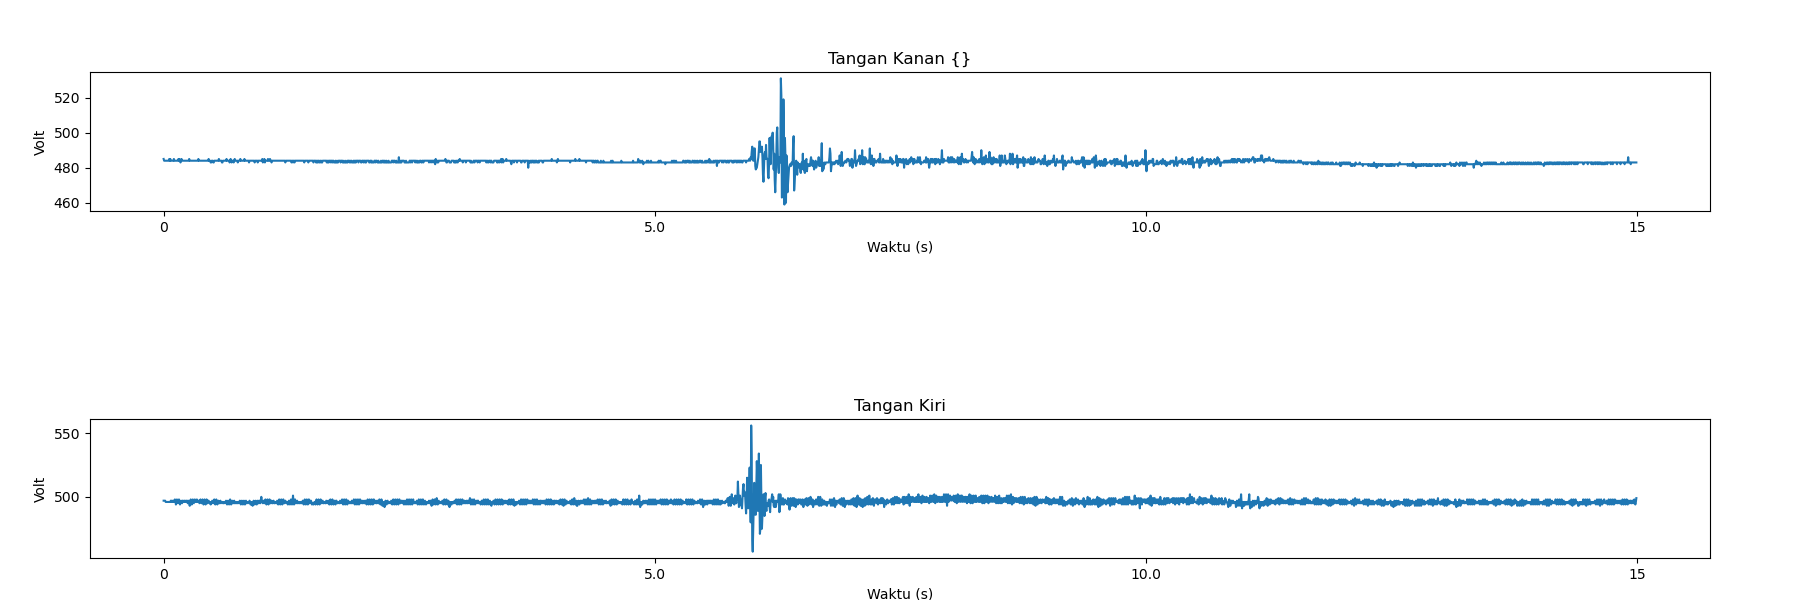 Tangan Kanan {}
Volt
520
500
480
460
0 5.0 10.0 15
Waktu (s)
Tangan Kiri
Volt
550
500
0 5.0 10.0 15
Waktu (s)